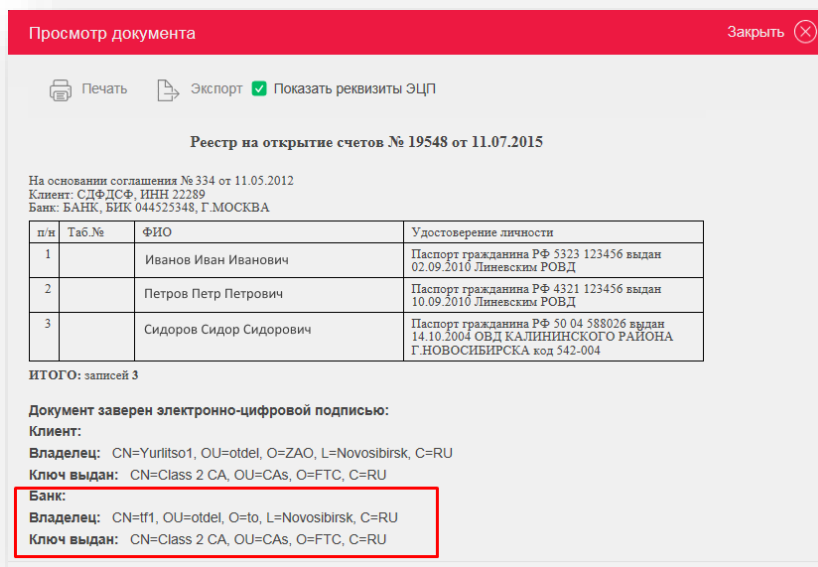 Просмотр документа Закрыть
Печать Экспорт Показать реквизиты ЭЦП
Реестр на открытие счетов № 19548 от 11.07.2015
На основании соглашения № 334 от 11.05.2012
Клиент: СДФДСФ, ИНН 22289
Банк: БАНК, БИК 044525348, Г.МОСКВА
п/н Таб.№ ФИО Удостоверение личности
1 Иванов Иван Иванович Паспорт гражданина РФ 5323 123456 выдан
02.09.2010 Линевским РОВД
2 Петров Петр Петрович Паспорт гражданина РФ 4321 123456 выдан
10.09.2010 Линевским РОВД
3 Сидоров Сидор Сидорович Паспорт гражданина РФ 50 04 588026 выдан
14.10.2004 ОВД КАЛИНИНСКОГО РАЙОНА
Г.НОВОСИБИРСКА код 542-004
ИТОГО: записей 3
Документ заверен электронно-цифровой подписью:
Клиент:
Владелец: CN=Yurlitso1, OU=otdel, O=ZAO, L=Novosibirsk, C=RU
Ключ выдан: CN=Class 2 CA, OU=CAs, O=FTC, C=RU
Банк:
Владелец: CN=tf1, OU=otdel, O=to, L=Novosibirsk, C=RU
Ключ выдан: CN=Class 2 CA, OU=CAs, O=FTC, C=RU